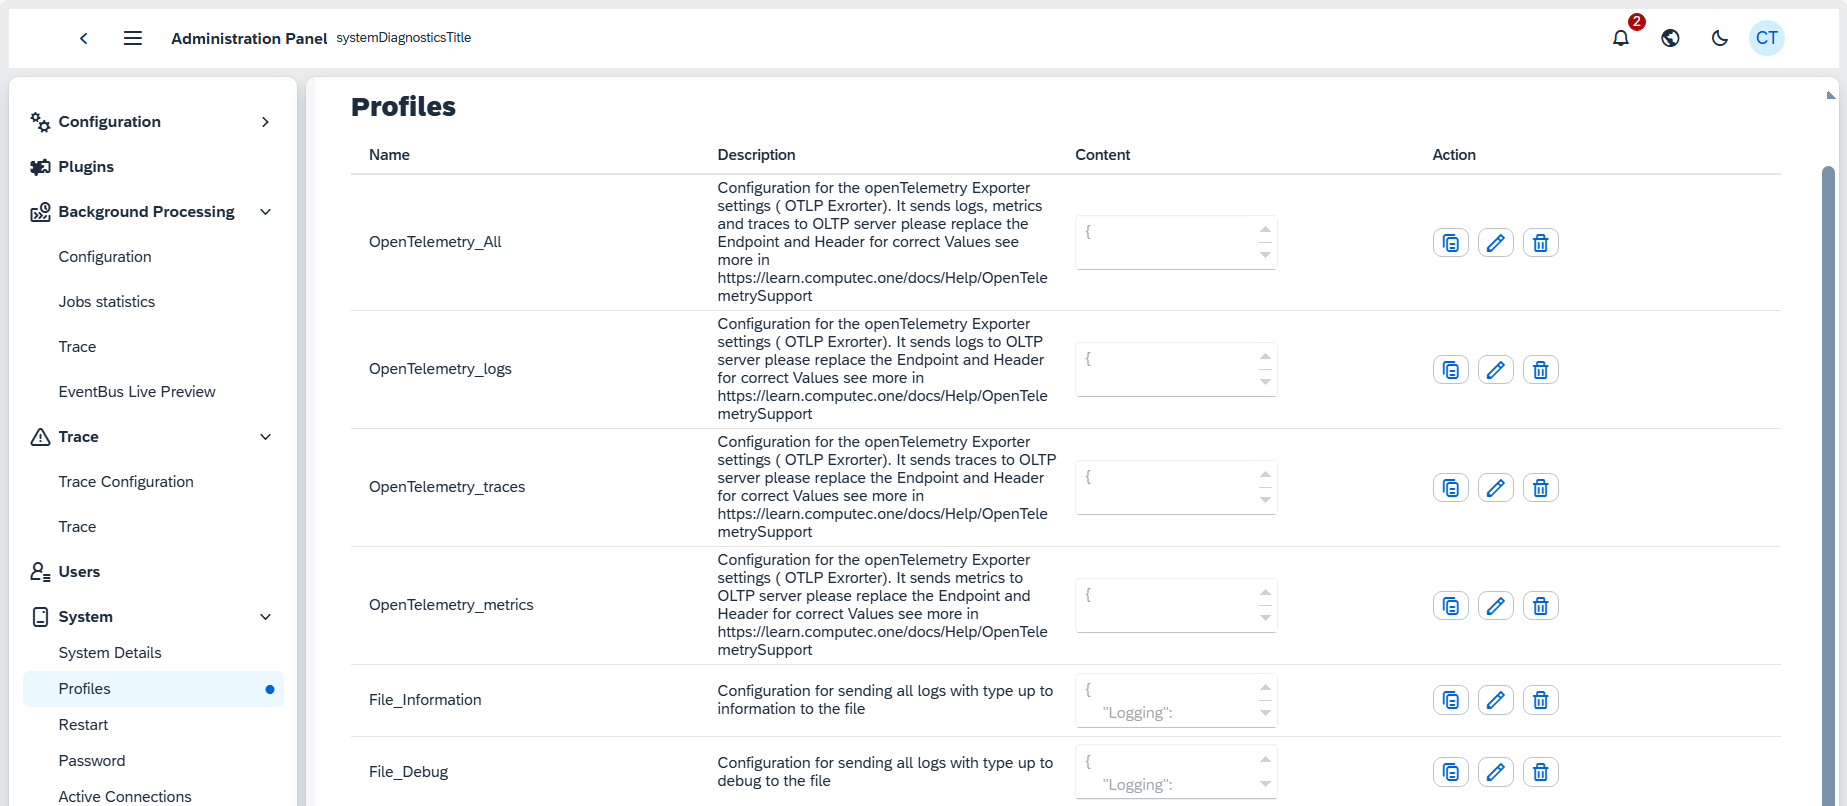 Administration Panel systemDiagnosticsTitle
2
CT
Configuration
Plugins
Background Processing
Configuration
Jobs statistics
Trace
EventBus Live Preview
Trace
Trace Configuration
Trace
Users
System
System Details
Profiles
Restart
Password
Active Connections
Profiles
Name Description Content Action
OpenTelemetry_All
Configuration for the openTelemetry Exporter
settings ( OTLP Exrorter). It sends logs, metrics
and traces to OLTP server please replace the
Endpoint and Header for correct Values see
more in
https://learn.computec.one/docs/Help/OpenTele
metrySupport
{
OpenTelemetry_logs
Configuration for the openTelemetry Exporter
settings ( OTLP Exrorter). It sends logs to OLTP
server please replace the Endpoint and Header
for correct Values see more in
https://learn.computec.one/docs/Help/OpenTele
metrySupport
{
OpenTelemetry_traces
Configuration for the openTelemetry Exporter
settings ( OTLP Exrorter). It sends traces to OLTP
server please replace the Endpoint and Header
for correct Values see more in
https://learn.computec.one/docs/Help/OpenTele
metrySupport
{
OpenTelemetry_metrics
Configuration for the openTelemetry Exporter
settings ( OTLP Exrorter). It sends metrics to
OLTP server please replace the Endpoint and
Header for correct Values see more in
https://learn.computec.one/docs/Help/OpenTele
metrySupport
{
File_Information
Configuration for sending all logs with type up to
information to the file
{
"Logging":
File_Debug
Configuration for sending all logs with type up to
debug to the file
{
"Logging":